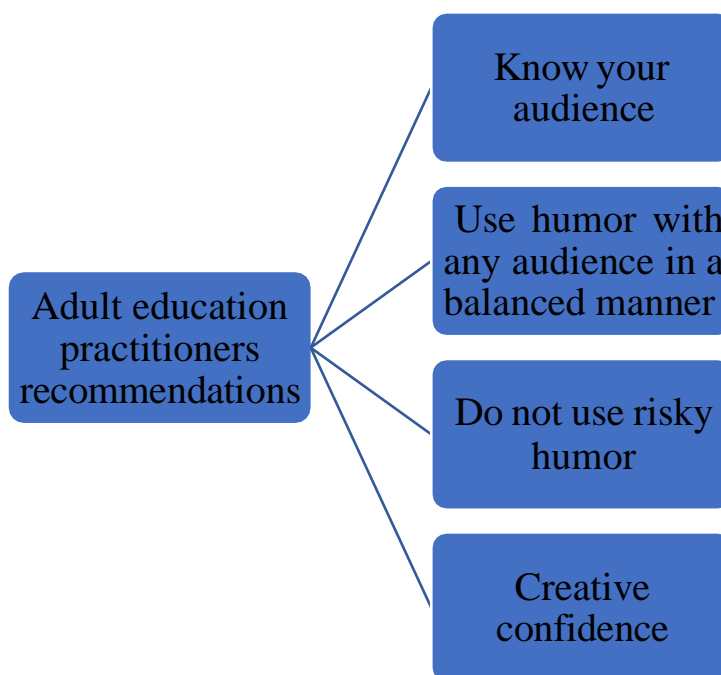 Know your
audience
Use humor with
any audience in a
balanced manner
Adult education
practitioners
recommendations
Do not use risky
humor
Creative
confidence